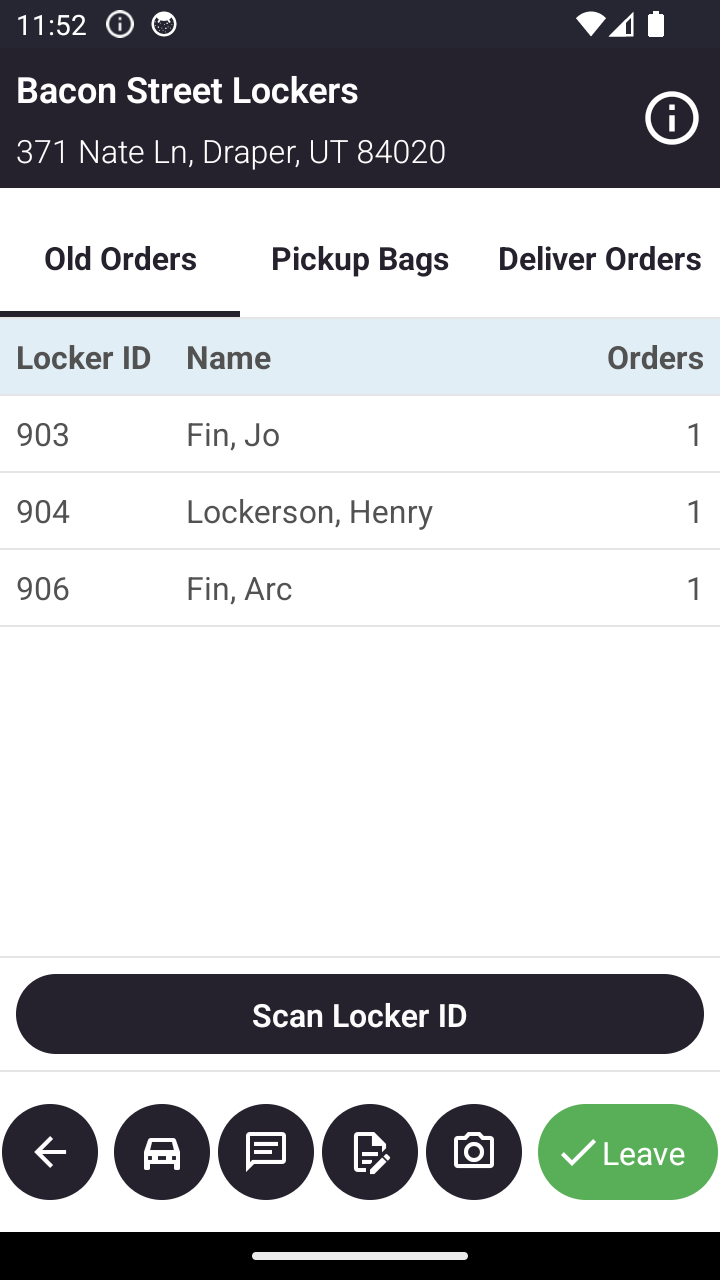 11:52
Bacon Street Lockers
371 Nate Ln, Draper, UT 84020
Old Orders Pickup Bags Deliver Orders
Locker ID Name Orders
903 Fin, Jo 1
904 Lockerson, Henry 1
906 Fin, Arc 1
Scan Locker ID
Leave